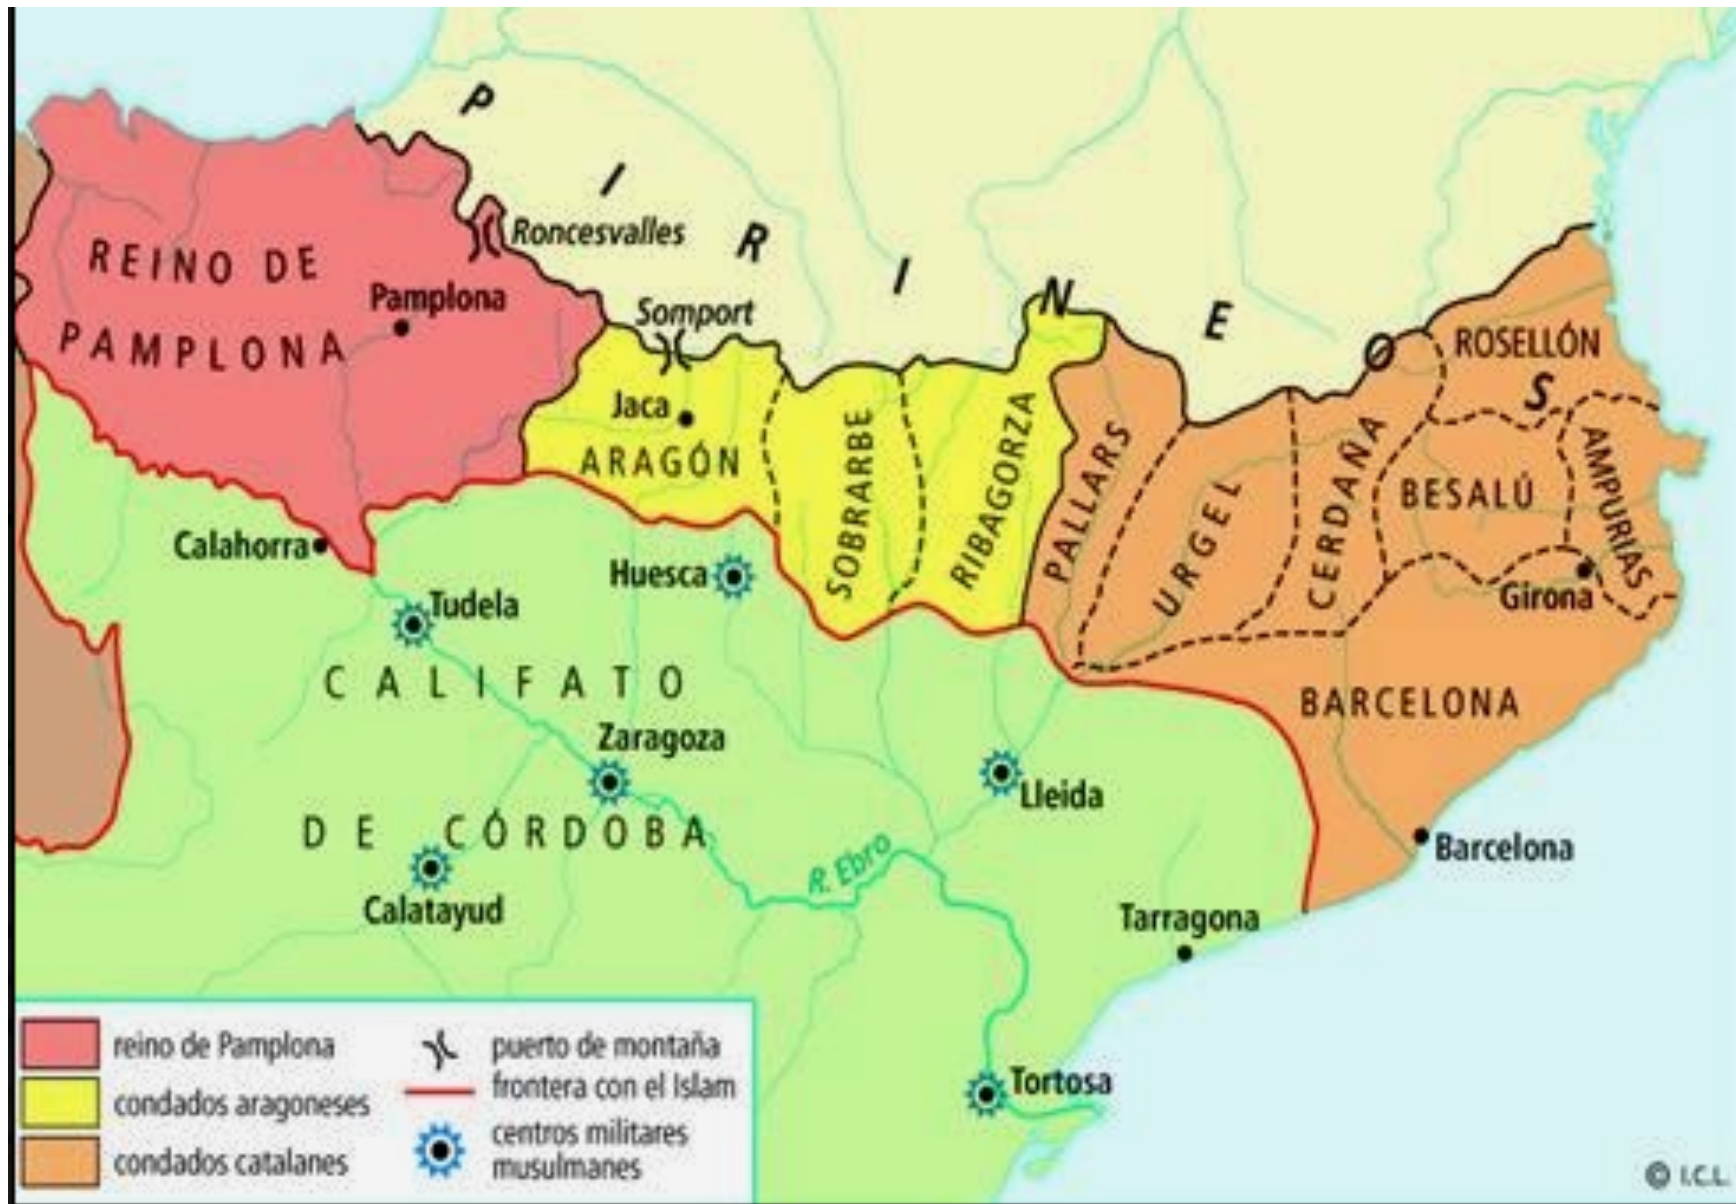 PIRINEOS
Roncesvalles
REINO DE
PAMPLONA
Pamplona
Somport
Jaca
ARAGÓN
SOBRARBE
RIBAGORZA
PALLARS
URGEL
CERDAÑA
ROSELLÓN
BESALÚ
AMPURIAS
Girona
BARCELONA
Barcelona
Calahorra
Tudela
Huesca
CALIFATO
DE CÓRDOBA
Zaragoza
Lleida
Calatayud
R. Ebro
Tarragona
Tortosa
reino de Pamplona
condados aragoneses
condados catalanes
puerto de montaña
frontera con el Islam
centros militares
musulmanes
© I.C.L.